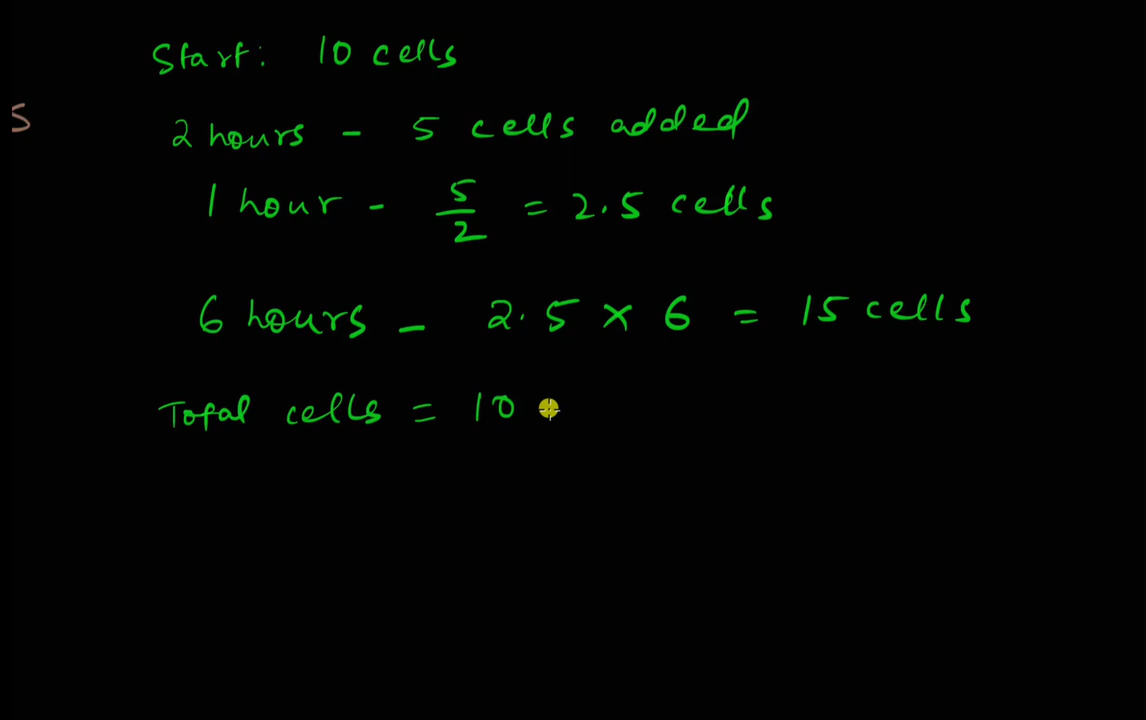 Start: 10 cells
2 hours - 5 cells added
1 hour - 5/2 = 2.5 cells
6 hours - 2.5 × 6 = 15 cells
Total cells = 10